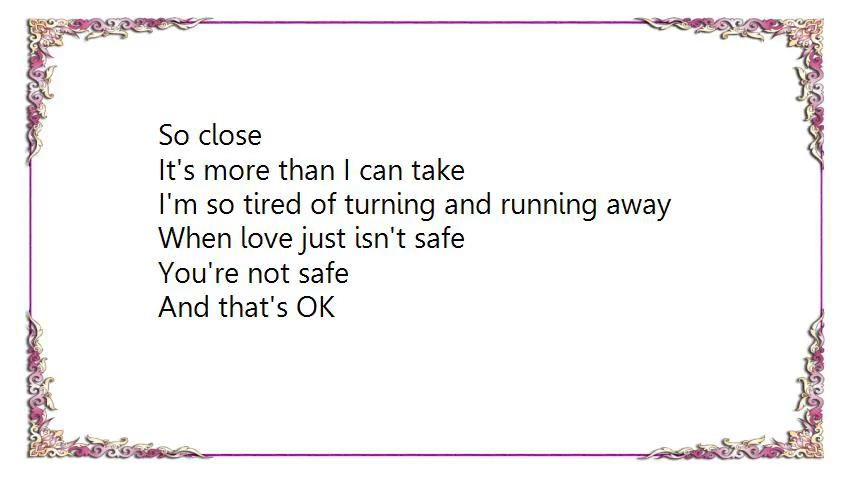 So close
It's more than I can take
I'm so tired of turning and running away
When love just isn't safe
You're not safe
And that's OK